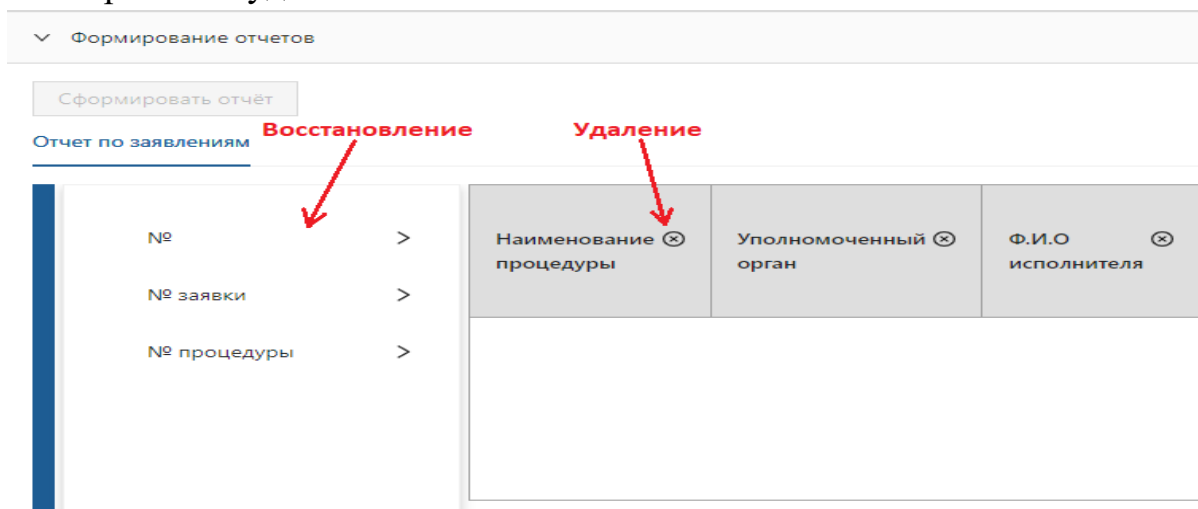 Формирование отчетов
Сформировать отчёт
Восстановление
Удаление
Отчет по заявлениям
№
№ заявки
№ процедуры
Наименование
процедуры
Уполномоченный
орган
Ф.И.О
исполнителя